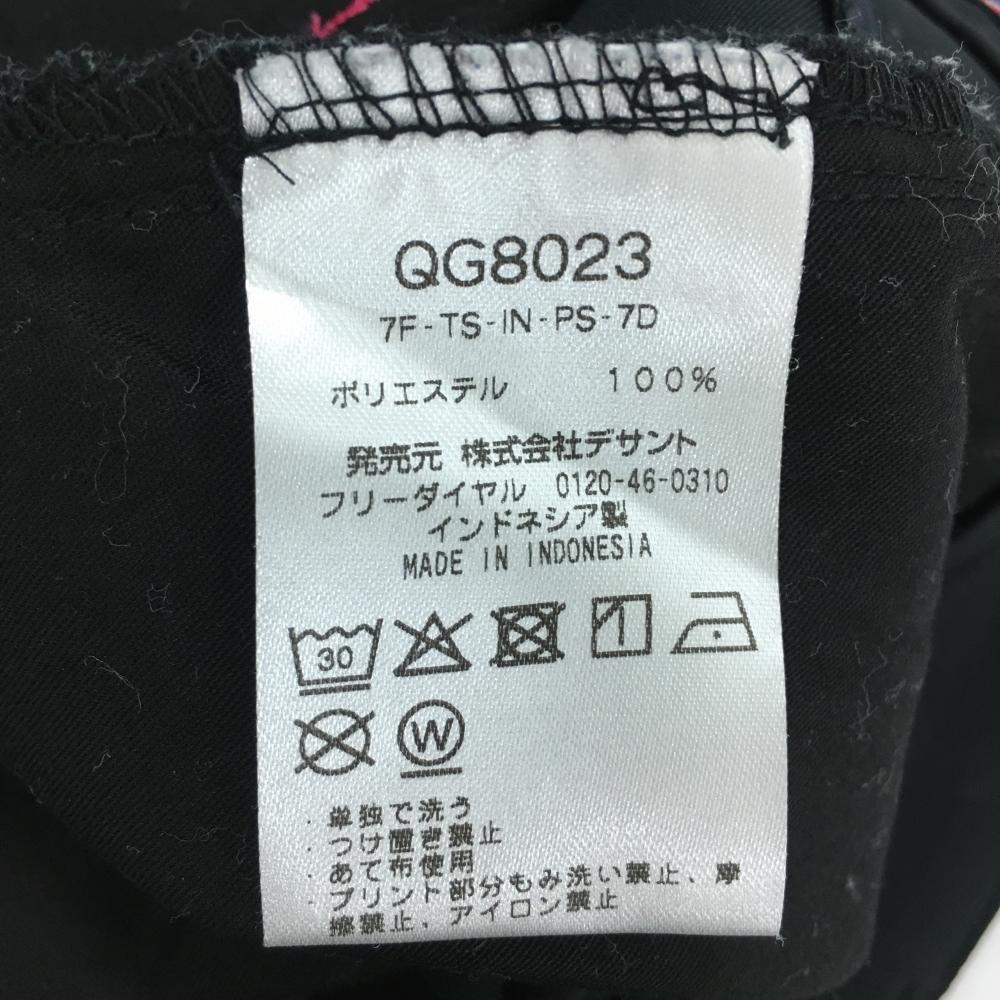 QG8023
7F-TS-IN-PS-7D
ポリエステル 100%
発売元 株式会社デサント
フリーダイヤル 0120-46-0310
インドネシア製
MADE IN INDONESIA
30
W
・単独で洗う
・つけ置き禁止
・あて布使用
・プリント部分もみ洗い禁止、摩
擦禁止、アイロン禁止